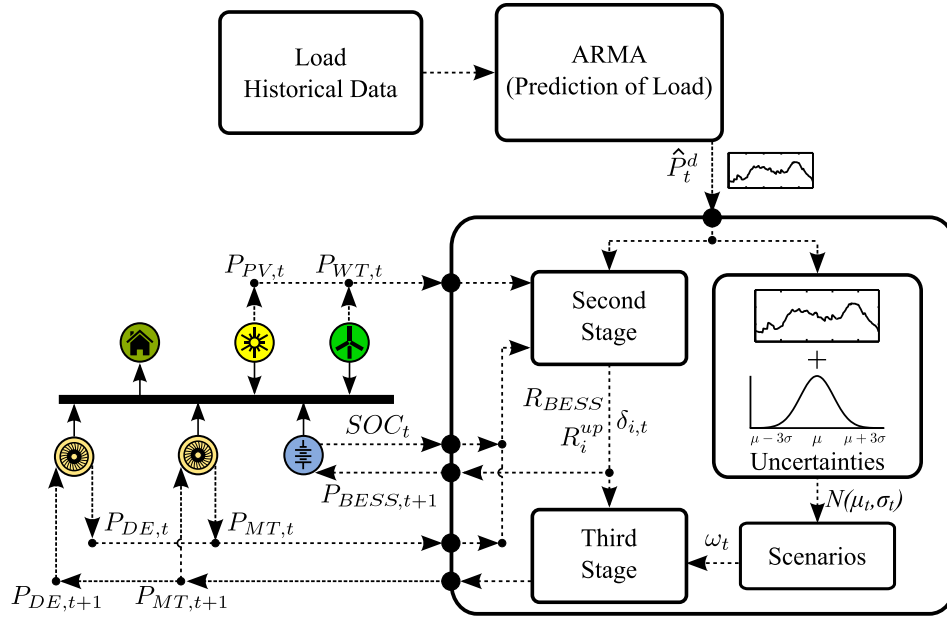 Load
Historical Data
ARMA
(Prediction of Load)
P̂_t^d
P_{PV,t}
P_{WT,t}
Second
Stage
+
μ − 3σ
μ
μ + 3σ
Uncertainties
R_{BESS}
R_i^{up}
δ_{i,t}
SOC_t
P_{BESS,t+1}
N(μ_t,σ_t)
P_{DE,t}
P_{MT,t}
Third
Stage
ω_t
Scenarios
P_{DE,t+1}
P_{MT,t+1}